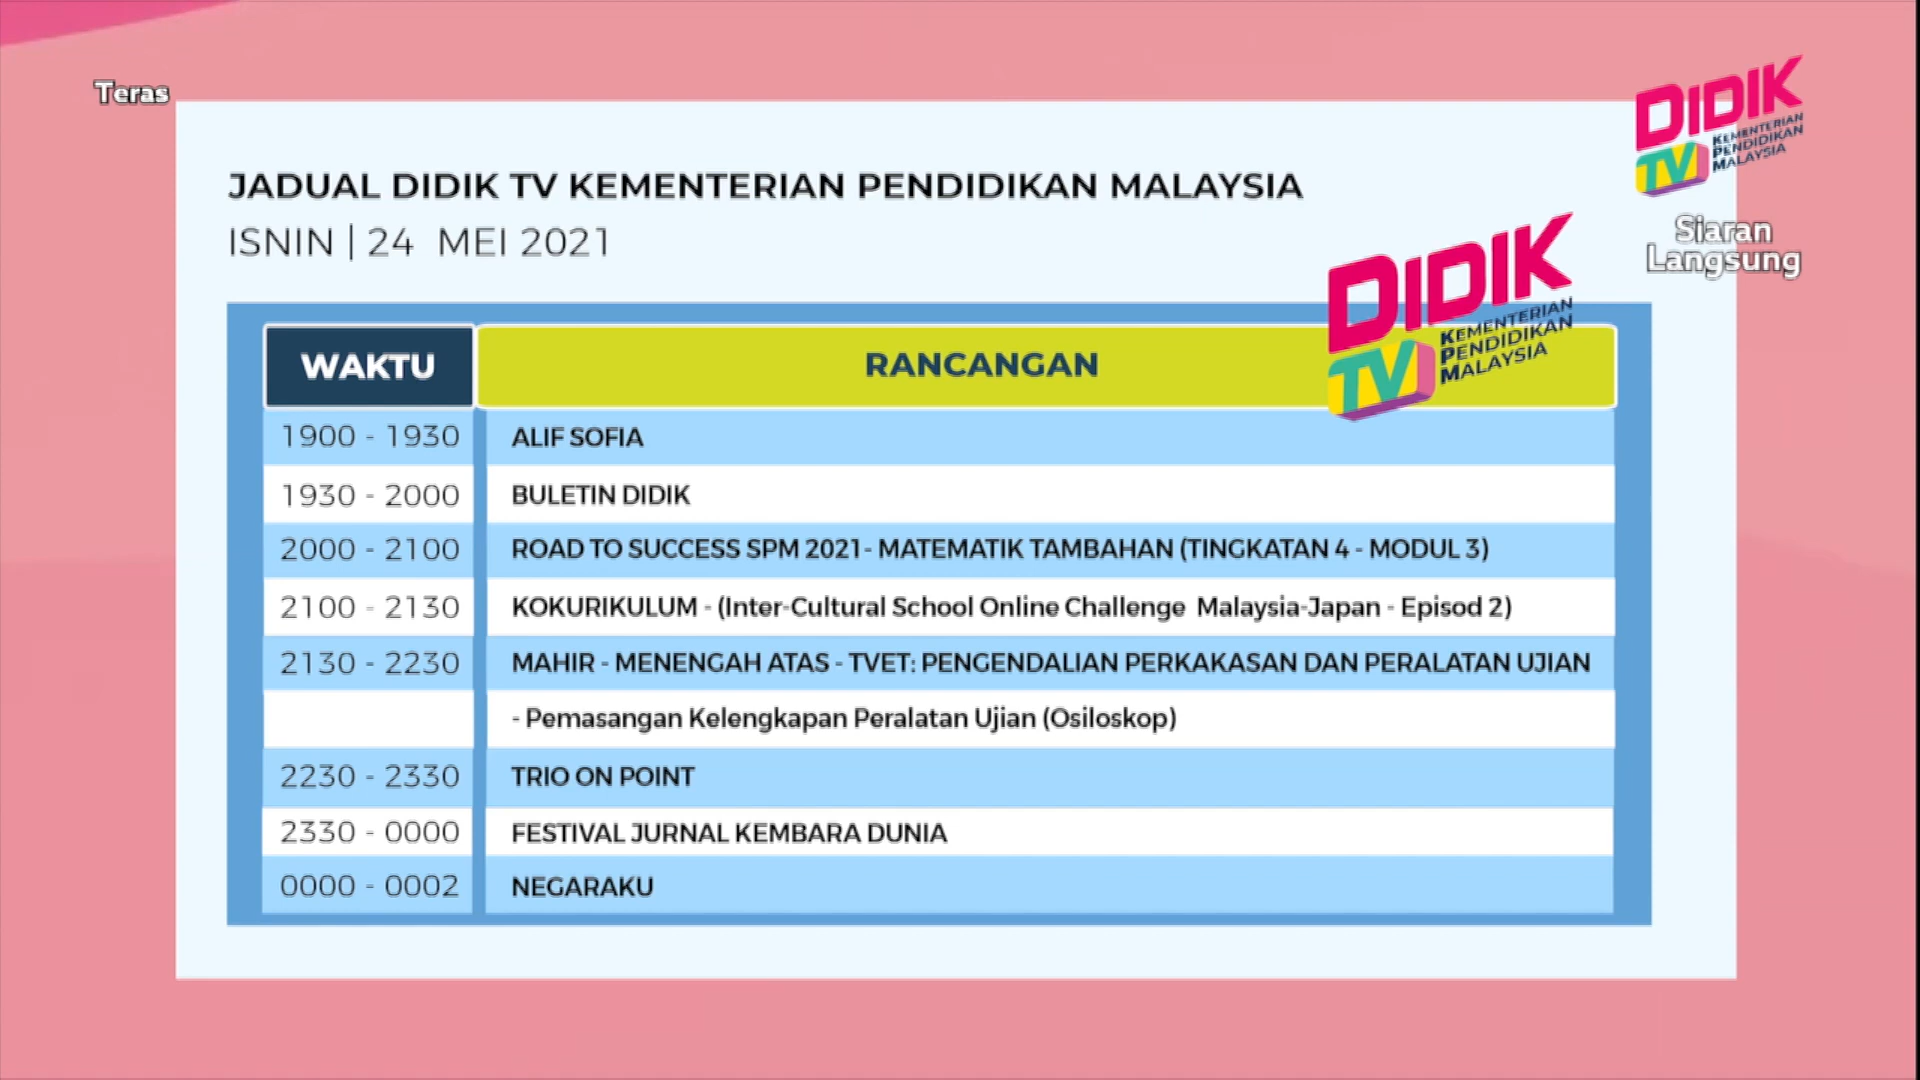 Teras
DIDIK
TV
KEMENTERIAN
PENDIDIKAN
MALAYSIA
Siaran
Langsung
JADUAL DIDIK TV KEMENTERIAN PENDIDIKAN MALAYSIA
ISNIN | 24 MEI 2021
DIDIK
TV
KEMENTERIAN
PENDIDIKAN
MALAYSIA
WAKTU RANCANGAN
1900 - 1930 ALIF SOFIA
1930 - 2000 BULETIN DIDIK
2000 - 2100 ROAD TO SUCCESS SPM 2021- MATEMATIK TAMBAHAN (TINGKATAN 4 - MODUL 3)
2100 - 2130 KOKURIKULUM - (Inter-Cultural School Online Challenge Malaysia-Japan - Episod 2)
2130 - 2230 MAHIR - MENENGAH ATAS - TVET: PENGENDALIAN PERKAKASAN DAN PERALATAN UJIAN
- Pemasangan Kelengkapan Peralatan Ujian (Osiloskop)
2230 - 2330 TRIO ON POINT
2330 - 0000 FESTIVAL JURNAL KEMBARA DUNIA
0000 - 0002 NEGARAKU